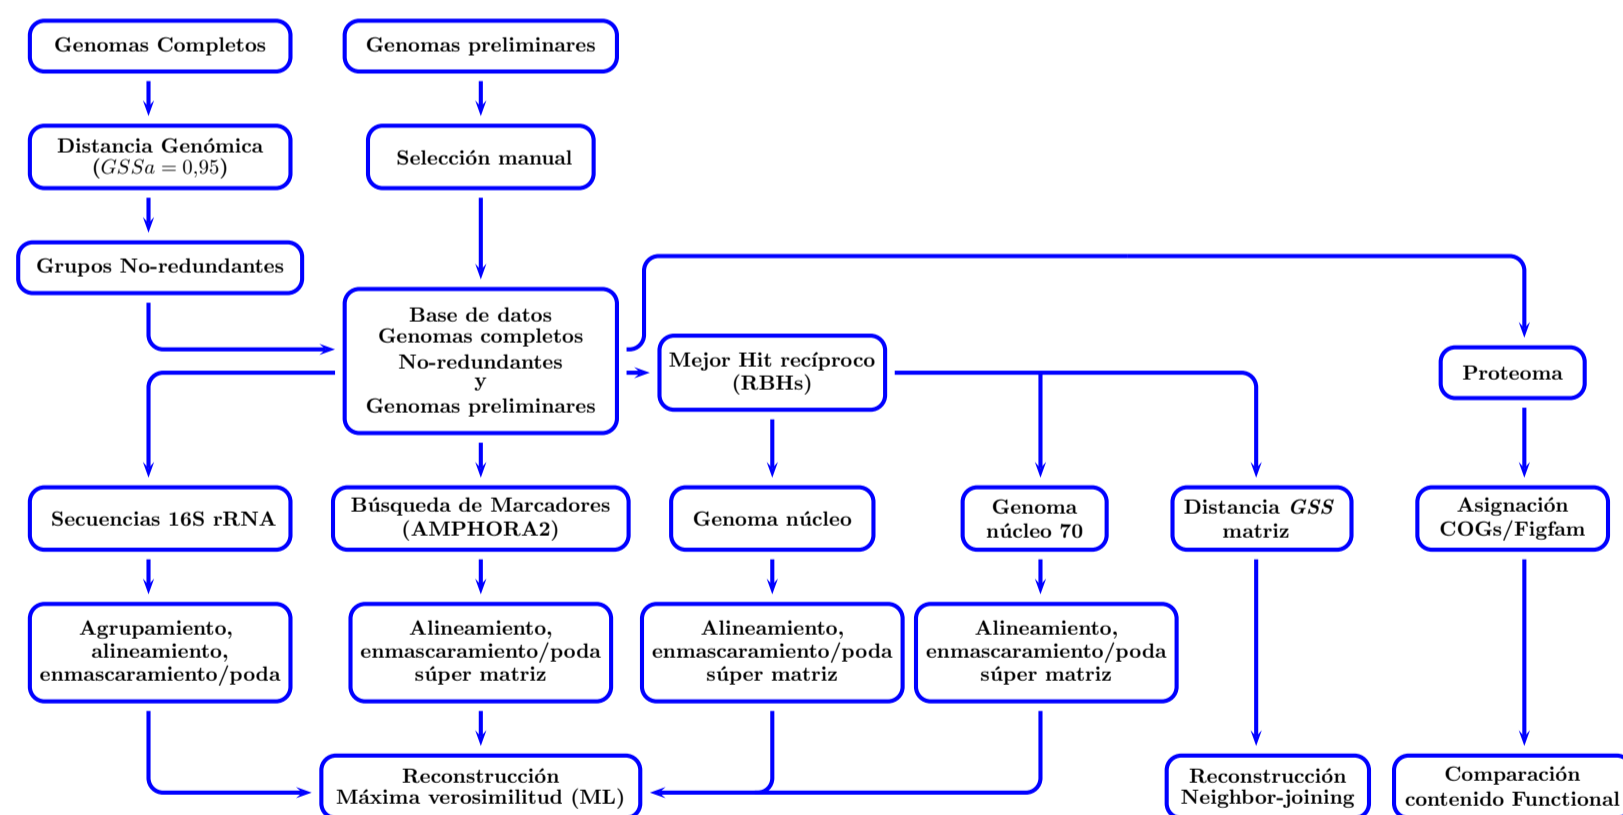 Genomas Completos
Genomas preliminares
Distancia Genómica
(GSSa = 0,95)
Selección manual
Grupos No-redundantes
Base de datos
Genomas completos
No-redundantes
y
Genomas preliminares
Mejor Hit recíproco
(RBHs)
Proteoma
Secuencias 16S rRNA
Búsqueda de Marcadores
(AMPHORA2)
Genoma núcleo
Genoma
núcleo 70
Distancia GSS
matriz
Asignación
COGs/Figfam
Agrupamiento,
alineamiento,
enmascaramiento/poda
Alineamiento,
enmascaramiento/poda
súper matriz
Alineamiento,
enmascaramiento/poda
súper matriz
Alineamiento,
enmascaramiento/poda
súper matriz
Reconstrucción
Máxima verosimilitud (ML)
Reconstrucción
Neighbor-joining
Comparación
contenido Functional